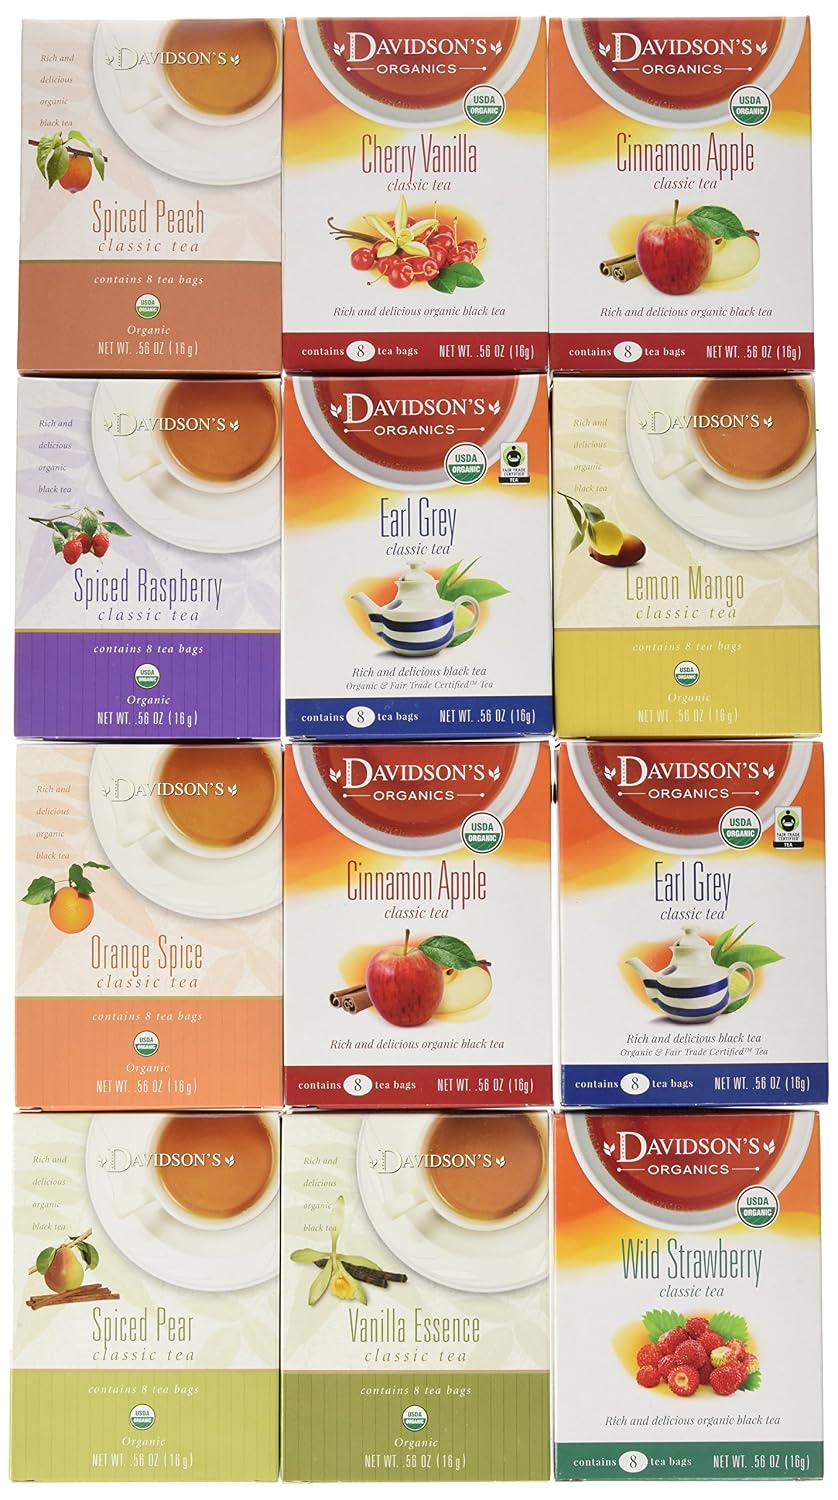 DAVIDSON'S
Rich and
delicious
organic
black tea
Spiced Peach
classic tea
contains 8 tea bags
USDA
ORGANIC
Organic
NET WT. .56 OZ (16g)
DAVIDSON'S
ORGANICS
USDA
ORGANIC
Cherry Vanilla
classic tea
Rich and delicious organic black tea
contains 8 tea bags NET WT. .56 OZ (16g)
DAVIDSON'S
ORGANICS
USDA
ORGANIC
Cinnamon Apple
classic tea
Rich and delicious organic black tea
contains 8 tea bags NET WT. .56 OZ (16g)
DAVIDSON'S
Rich and
delicious
organic
black tea
Spiced Raspberry
classic tea
contains 8 tea bags
USDA
ORGANIC
Organic
NET WT. .56 OZ (16g)
DAVIDSON'S
ORGANICS
USDA
ORGANIC
FAIR TRADE
CERTIFIED
TEA
Earl Grey
classic tea
Rich and delicious black tea
Organic & Fair Trade Certified™ Tea
contains 8 tea bags NET WT. .56 OZ (16g)
DAVIDSON'S
Rich and
delicious
organic
black tea
Lemon Mango
classic tea
contains 8 tea bags
USDA
ORGANIC
Organic
NET WT. .56 OZ (16g)
DAVIDSON'S
Rich and
delicious
organic
black tea
Orange Spice
classic tea
contains 8 tea bags
USDA
ORGANIC
Organic
NET WT. .56 OZ (16g)
DAVIDSON'S
ORGANICS
USDA
ORGANIC
Cinnamon Apple
classic tea
Rich and delicious organic black tea
contains 8 tea bags NET WT. .56 OZ (16g)
DAVIDSON'S
ORGANICS
USDA
ORGANIC
FAIR TRADE
CERTIFIED
TEA
Earl Grey
classic tea
Rich and delicious black tea
Organic & Fair Trade Certified™ Tea
contains 8 tea bags NET WT. .56 OZ (16g)
DAVIDSON'S
Rich and
delicious
organic
black tea
Spiced Pear
classic tea
contains 8 tea bags
USDA
ORGANIC
Organic
NET WT. .56 OZ (16g)
DAVIDSON'S
Rich and
delicious
organic
black tea
Vanilla Essence
classic tea
contains 8 tea bags
USDA
ORGANIC
Organic
NET WT. .56 OZ (16g)
DAVIDSON'S
ORGANICS
USDA
ORGANIC
Wild Strawberry
classic tea
Rich and delicious organic black tea
contains 8 tea bags NET WT. .56 OZ (16g)